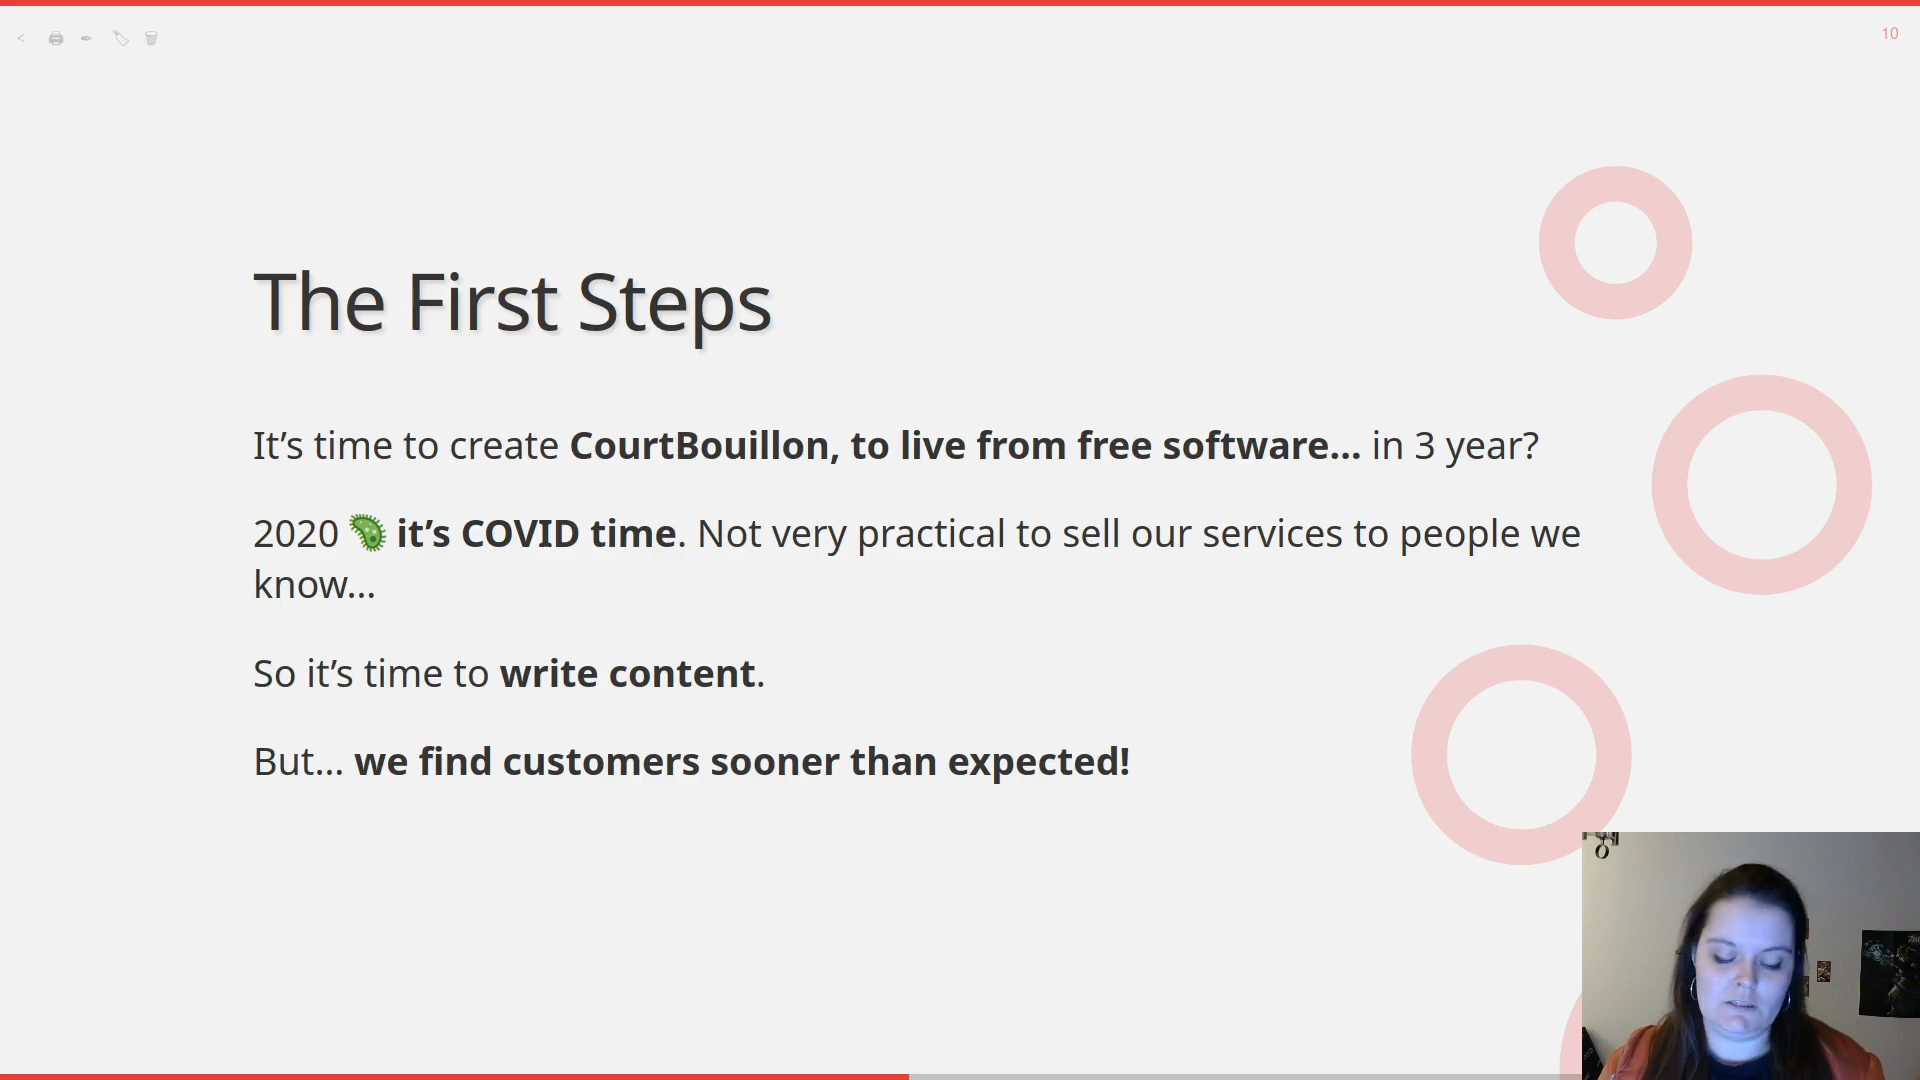 10
The First Steps
It’s time to create CourtBouillon, to live from free software… in 3 year?
2020 🦠 it’s COVID time. Not very practical to sell our services to people we
know…
So it’s time to write content.
But… we find customers sooner than expected!